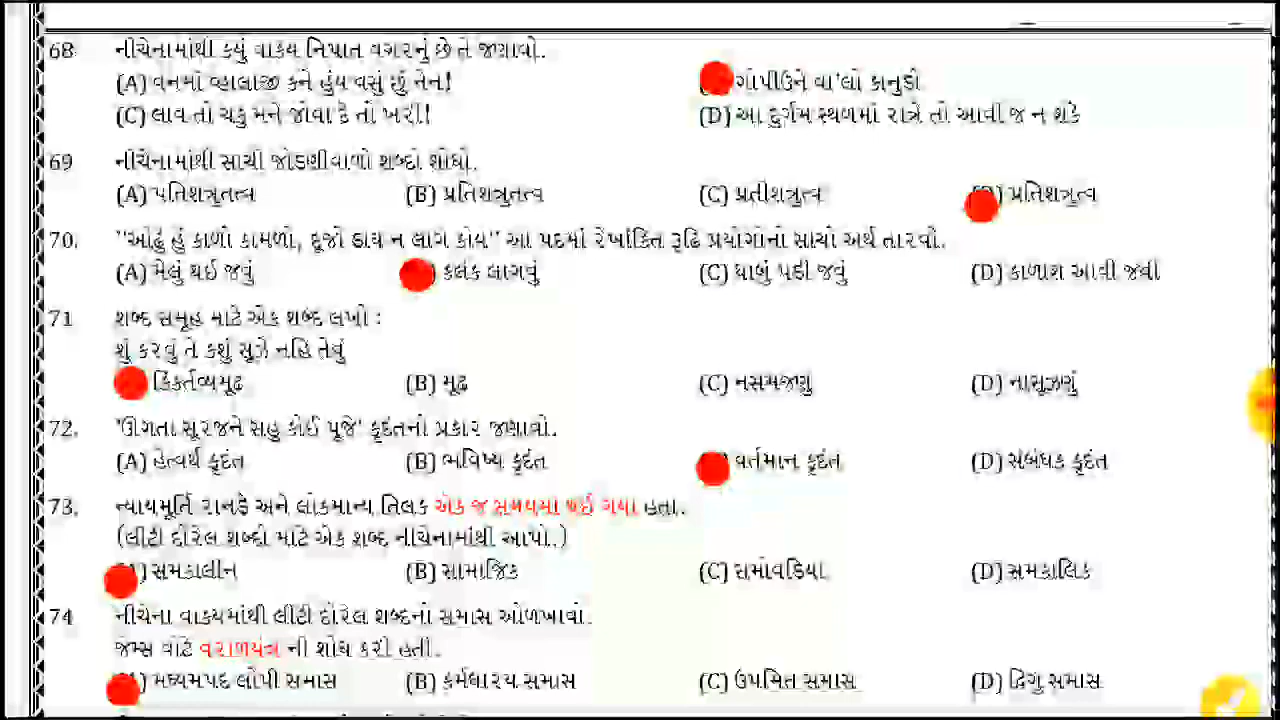 68 નીચેનામાંથી કયું વાક્ય નિપાત વગરનું છે તે જણાવો.
(A) વનમાં વ્હાલાજી કને હુંય વસું છું નેન! ગોપીઉને વા'લો કાનુડો
(C) લાવ તો ચકુ મને જોવા દે તો ખરી! (D) આ દુર્ગમ સ્થળમાં રાત્રે તો આવી જ ન શકે
69 નીચેનામાંથી સાચી જોડણીવાળો શબ્દો શોધો.
(A) પતિશત્રુતત્ત્વ (B) પ્રતિશત્રુતત્વ (C) પ્રતીશત્રુત્ત્વ (D) પ્રતિશત્રુત્વ
70. "ઓઢું હું કાળો કામળો, દૂજો ડાઘ ન લાગે કોય" આ પદમાં રેખાંકિત રૂઢિ પ્રયોગોનો સાચો અર્થ તારવો.
(A) મેલું થઈ જવું કલંક લાગવું (C) ધાબું પડી જવું (D) કાળાશ આવી જવી
71 શબ્દ સમૂહ માટે એક શબ્દ લખો :
શું કરવું તે કશું સુઝે નહિ તેવું
કિંકર્તવ્યમૂઢ (B) મૂઢ (C) નસમજણુ (D) નાસૂઝણું
72. 'ઊગતા સૂરજને સહુ કોઈ પૂજે' કૃદંતનો પ્રકાર જણાવો.
(A) હેત્વર્થ કૃદંત (B) ભવિષ્ય કૃદંત વર્તમાન કૃદંત (D) સંબંધક કૃદંત
73. ન્યાયમૂર્તિ રાનડે અને લોકમાન્ય તિલક એક જ સમયમાં થઈ ગયા હતા.
(લીટી દોરેલ શબ્દો માટે એક શબ્દ નીચેનામાંથી આપો.)
) સમકાલીન (B) સામાજિક (C) સમોવડિયા (D) સમકાલિક
74 નીચેના વાક્યમાંથી લીટી દોરેલ શબ્દનો સમાસ ઓળખાવો.
જેમ્સ વોટે વરાળયંત્ર ની શોધ કરી હતી.
) મધ્યમપદ લોપી સમાસ (B) કર્મધારય સમાસ (C) ઉપમિત સમાસ (D) દ્વિગુ સમાસ